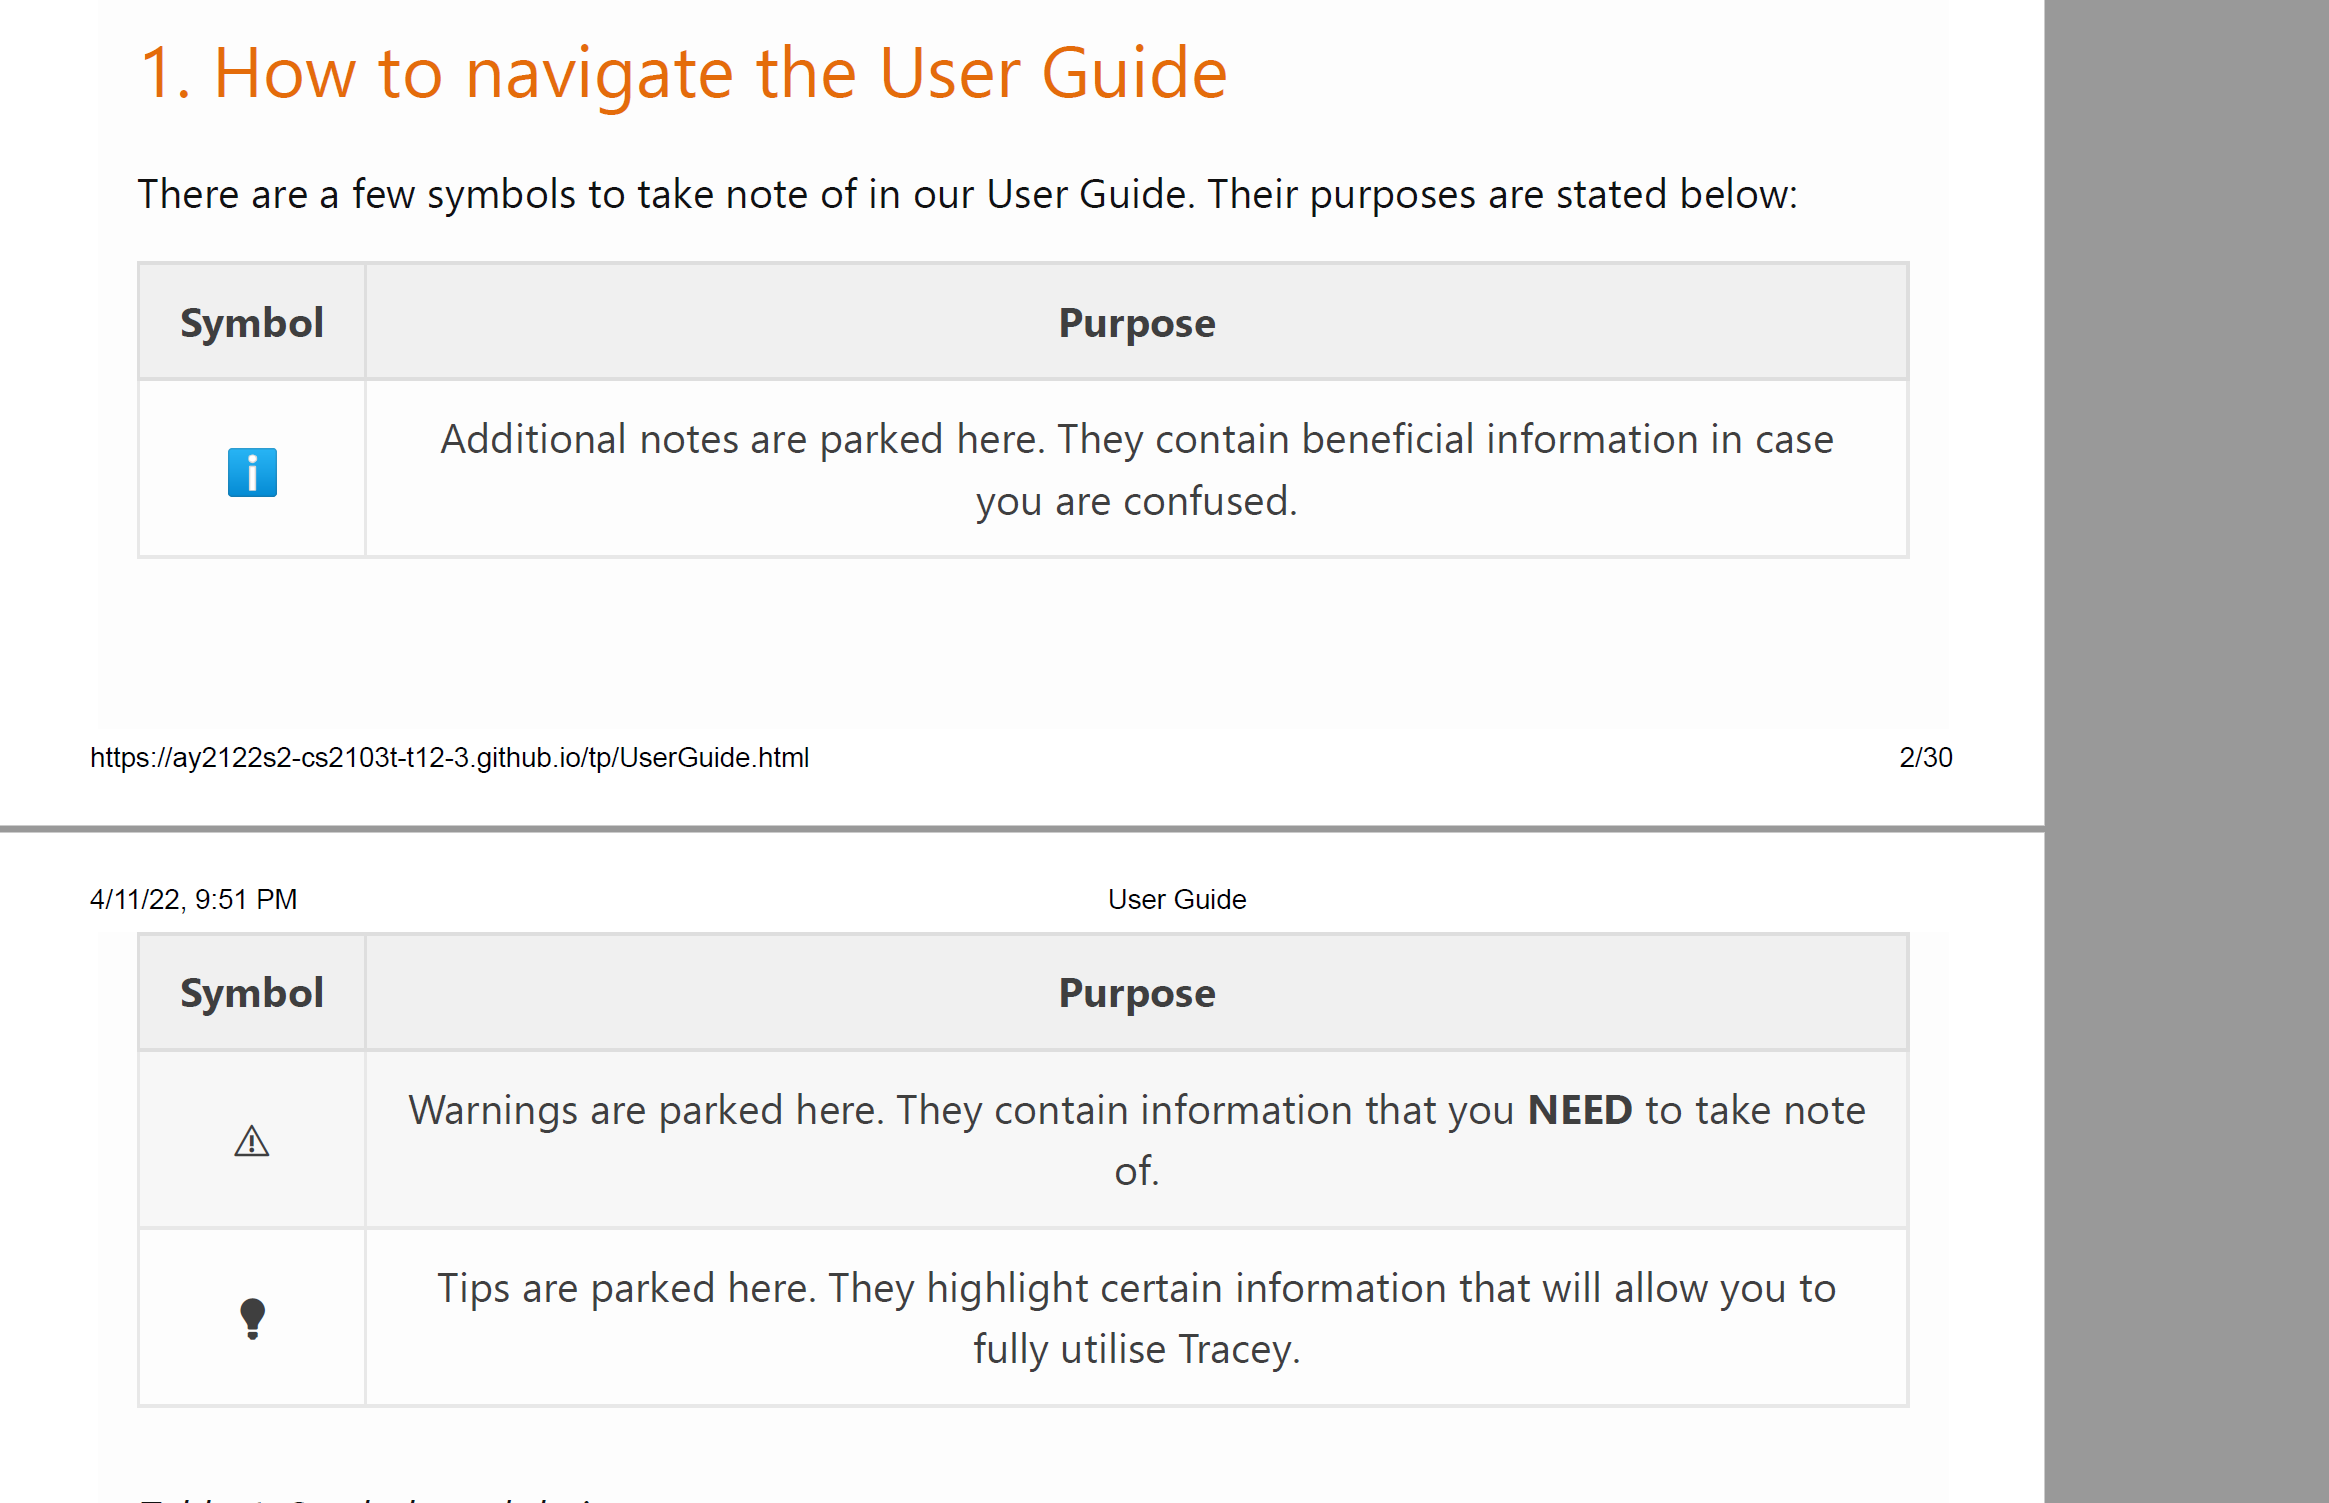 1. How to navigate the User Guide
There are a few symbols to take note of in our User Guide. Their purposes are stated below:
Symbol Purpose
Additional notes are parked here. They contain beneficial information in case
you are confused.
https://ay2122s2-cs2103t-t12-3.github.io/tp/UserGuide.html 2/30
4/11/22, 9:51 PM User Guide
Symbol Purpose
Warnings are parked here. They contain information that you NEED to take note
of.
Tips are parked here. They highlight certain information that will allow you to
fully utilise Tracey.